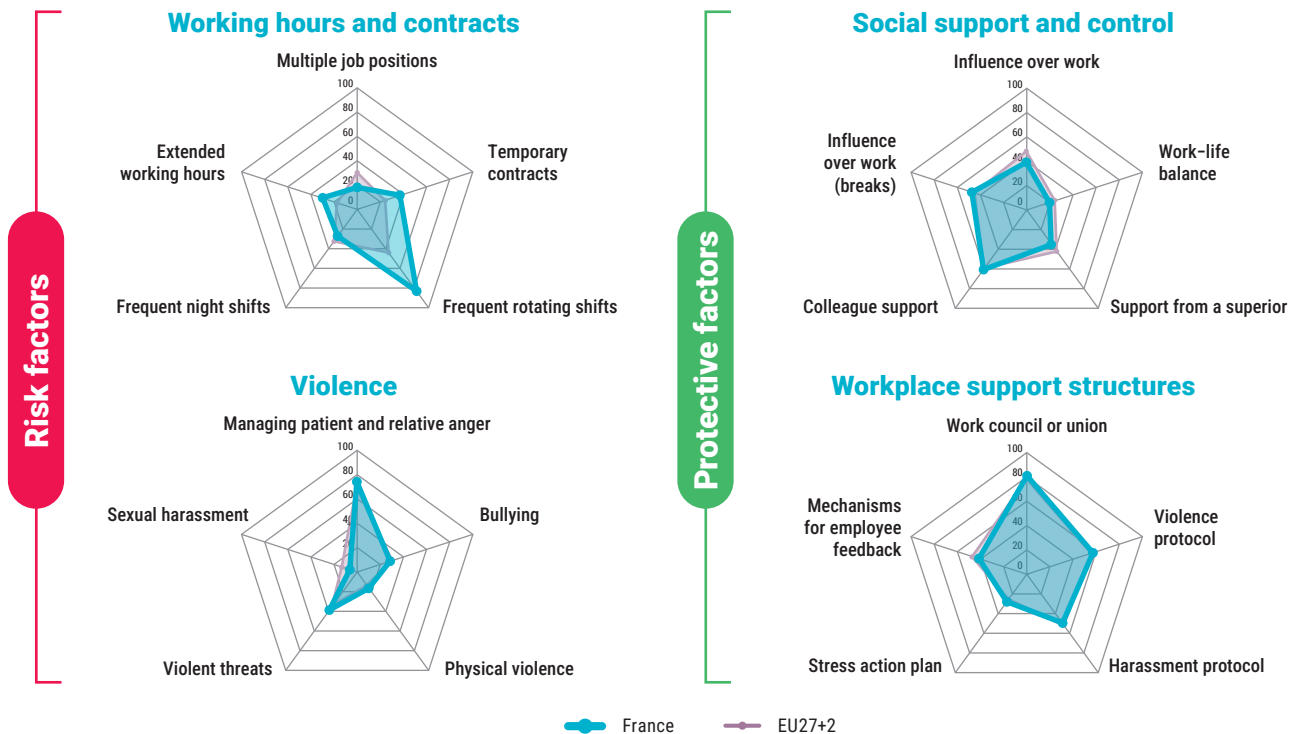 Risk factors
Working hours and contracts
Multiple job positions
100
80
60
40
20
0
Extended
working hours
Temporary
contracts
Frequent night shifts
Frequent rotating shifts
Violence
Managing patient and relative anger
100
80
60
40
2
Sexual harassment
Bullying
Violent threats
Physical violence
Protective factors
Social support and control
Influence over work
100
80
60
40
20
0
Influence
over work
(breaks)
Work–life
balance
Colleague support
Support from a superior
Workplace support structures
Work council or union
100
80
60
40
20
0
Mechanisms
for employee
feedback
Violence
protocol
Stress action plan
Harassment protocol
France
EU27+2